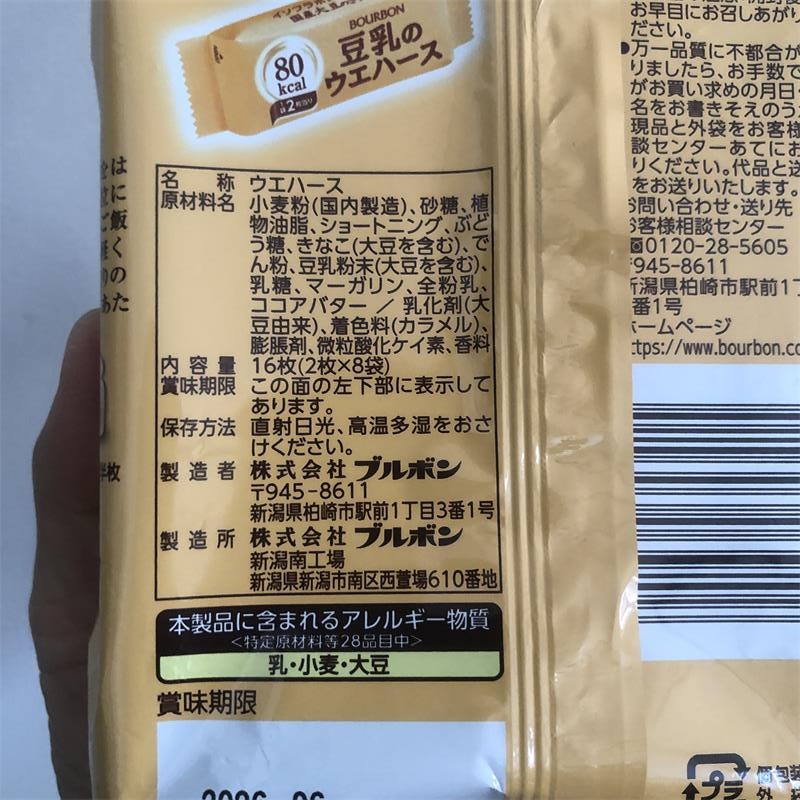 BOURBON
豆乳の
ウエハース
80
kcal
2枚当り
名称 ウエハース
原材料名 小麦粉(国内製造)、砂糖、植
物油脂、ショートニング、ぶど
う糖、きなこ(大豆を含む)、で
ん粉、豆乳粉末(大豆を含む)、
乳糖、マーガリン、全粉乳、
ココアバター ／ 乳化剤(大
豆由来)、着色料(カラメル)、
膨脹剤、微粒酸化ケイ素、香料
内容量 16枚(2枚×8袋)
賞味期限 この面の左下部に表示して
あります。
保存方法 直射日光、高温多湿をおさ
けください。
製造者 株式会社ブルボン
〒945-8611
新潟県柏崎市駅前1丁目3番1号
製造所 株式会社ブルボン
新潟南工場
新潟県新潟市南区西萱場610番地
本製品に含まれるアレルギー物質
<特定原材料等28品目中>
乳・小麦・大豆
賞味期限
お早目にお召しあがり
ださい。
●万一品質に不都合が
りましたら、お手数で
がお買い求めの月日・
名をお書きそえのう
現品と外袋をお客様
談センターあてにお
りください。代品と送
をお送りいたします。
お問い合わせ・送り先
お客様相談センター
0120-28-5605
〒945-8611
新潟県柏崎市駅前1丁
番1号
ホームページ
ttps://www.bourbon.co
プラ
個包装
外袋